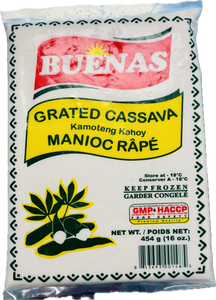 BUENAS
GRATED CASSAVA
Kamoteng Kahoy
MANIOC RÂPÉ
Store at - 18°C
Conserver A - 18°C
KEEP FROZEN
GARDER CONGELÉ
GMP·HACCP
NET WT. / POIDS NET:
454 g (16 oz.)